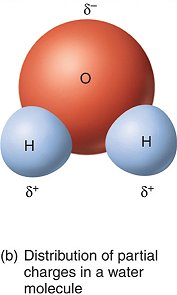 δ⁻
O
H H
δ⁺ δ⁺
(b) Distribution of partial
charges in a water
molecule